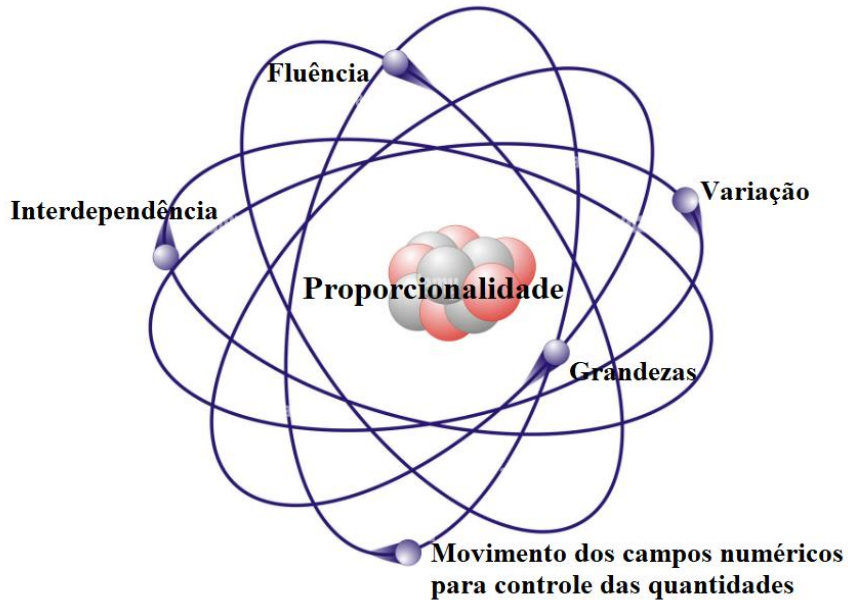 Fluência
Variação
Interdependência
Proporcionalidade
Grandezas
Movimento dos campos numéricos
para controle das quantidades